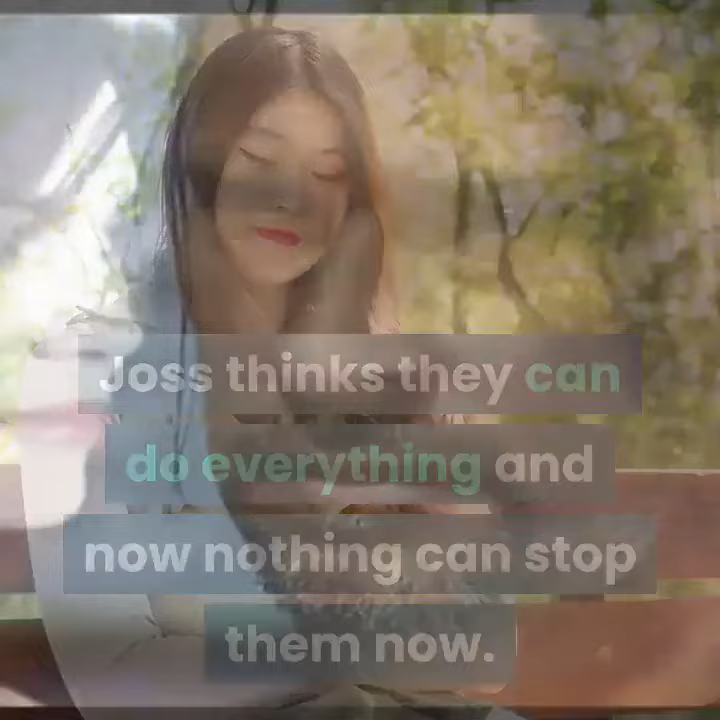 Joss thinks they can
do everything and
now nothing can stop
them now.